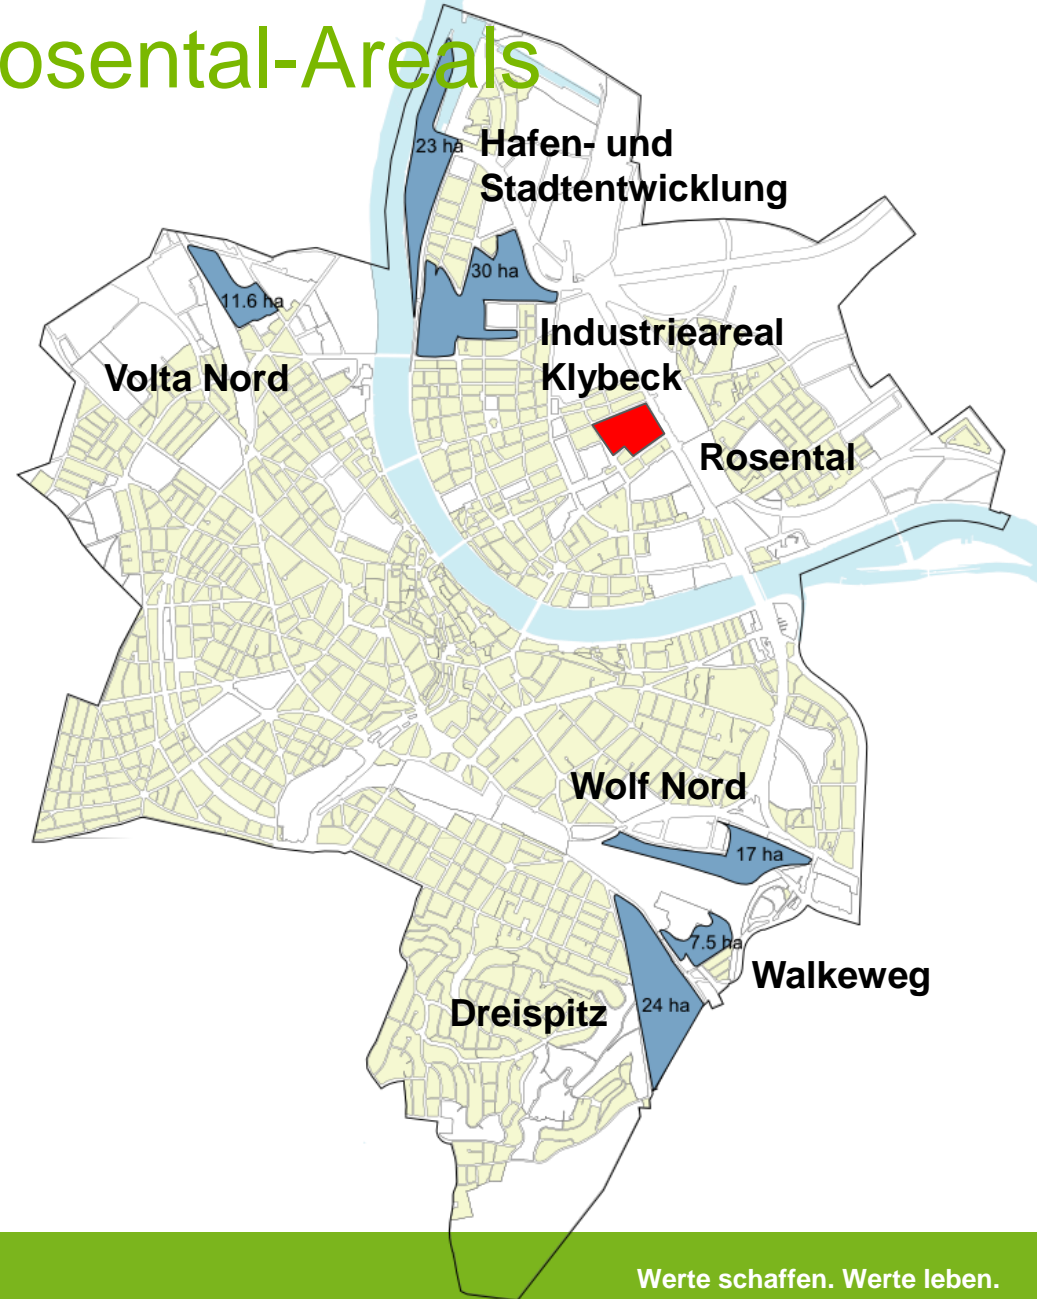 osental-Areals
23 ha
Hafen- und
Stadtentwicklung
30 ha
11.6 ha
Industrieareal
Klybeck
Volta Nord
Rosental
Wolf Nord
17 ha
7.5 ha
Walkeweg
24 ha
Dreispitz
Werte schaffen. Werte leben.